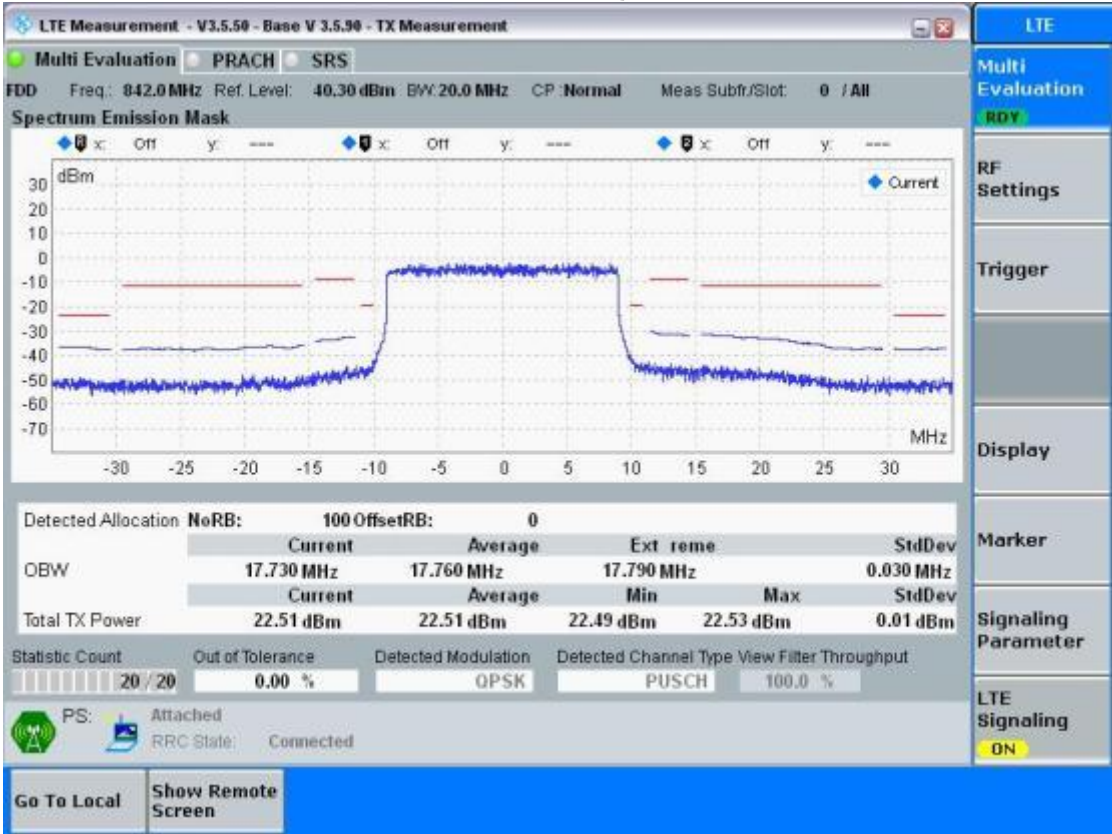 LTE Measurement - V3.5.50 - Base V 3.5.90 - TX Measurement
LTE
Multi Evaluation PRACH SRS
Multi Evaluation
RDY
FDD Freq.: 842.0 MHz Ref. Level: 40.30 dBm BW: 20.0 MHz CP :Normal Meas Subfr./Slot: 0 / All
Spectrum Emission Mask
x: Off y: --- x: Off y: --- x: Off y: ---
dBm
Current
30
20
10
0
-10
-20
-30
-40
-50
-60
-70
MHz
-30 -25 -20 -15 -10 -5 0 5 10 15 20 25 30
RF Settings
Trigger
Display
Marker
Signaling Parameter
LTE Signaling
ON
Detected Allocation NoRB: 100 OffsetRB: 0
Current Average Ext reme StdDev
OBW 17.730 MHz 17.760 MHz 17.790 MHz 0.030 MHz
Current Average Min Max StdDev
Total TX Power 22.51 dBm 22.51 dBm 22.49 dBm 22.53 dBm 0.01 dBm
Statistic Count Out of Tolerance Detected Modulation Detected Channel Type View Filter Throughput
20 / 20 0.00 % QPSK PUSCH 100.0 %
PS: Attached
RRC State: Connected
Go To Local
Show Remote Screen